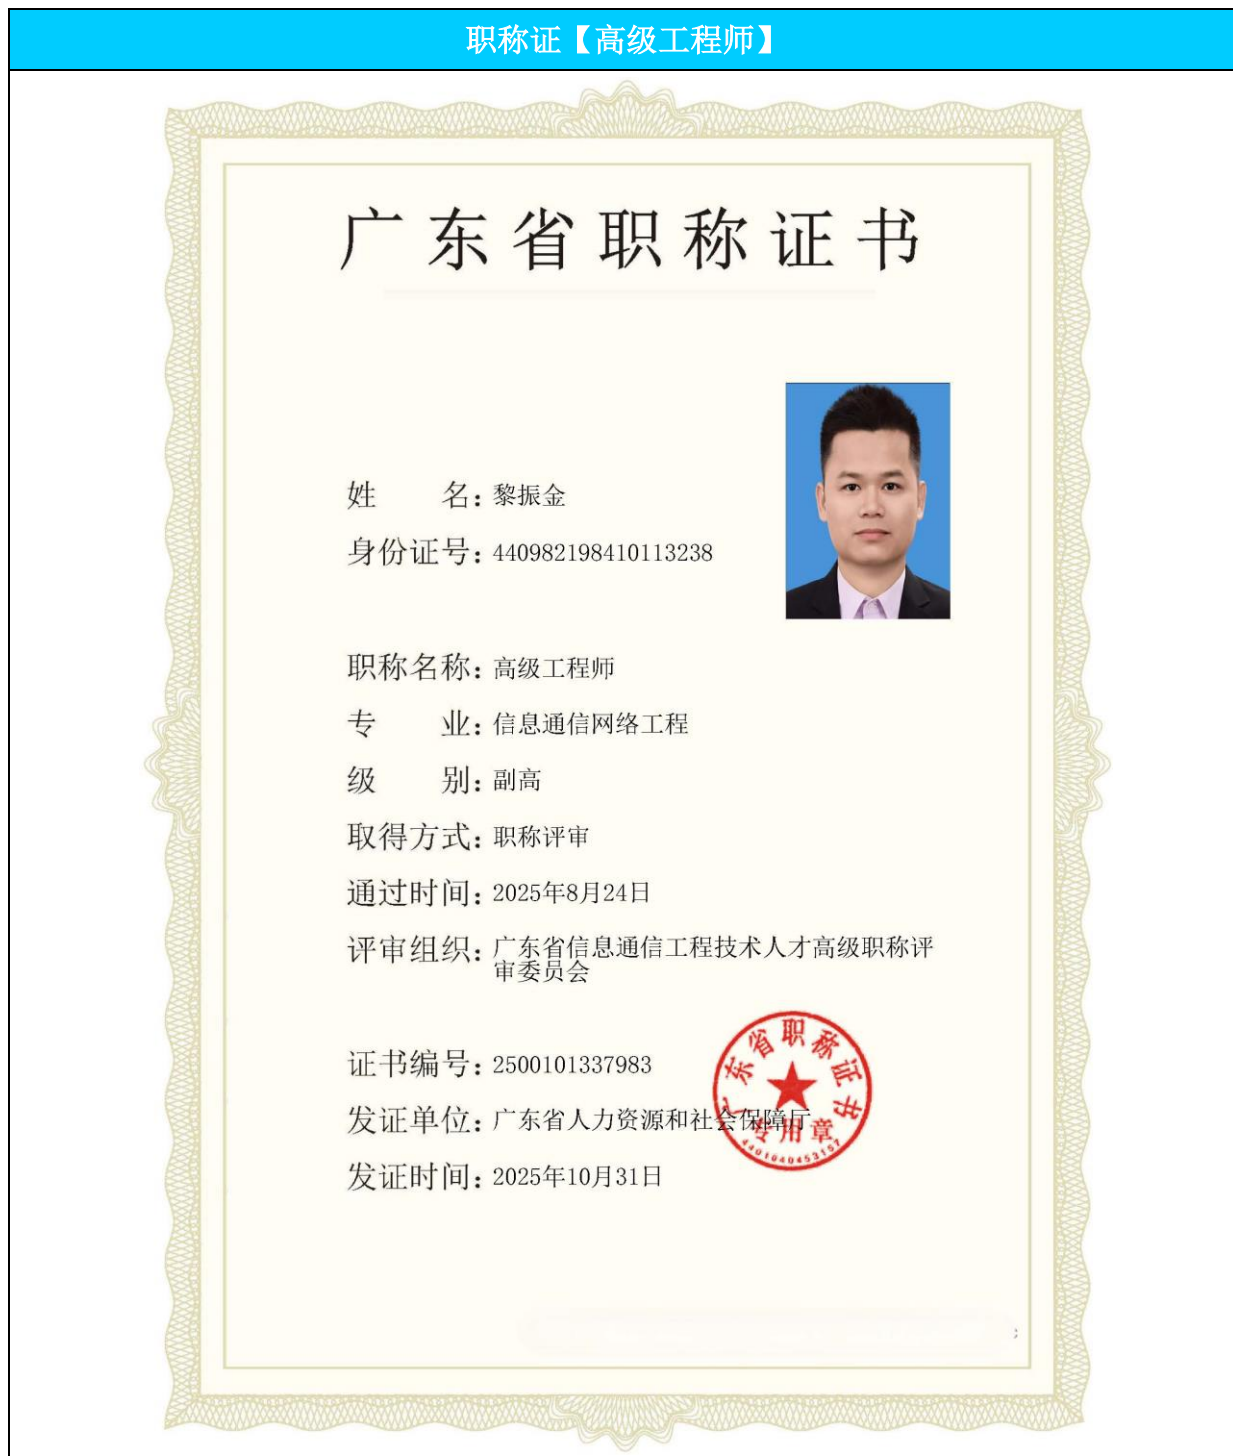 职称证【高级工程师】
广东省职称证书
姓 名：黎振金
身份证号：440982198410113238
职称名称：高级工程师
专 业：信息通信网络工程
级 别：副高
取得方式：职称评审
通过时间：2025年8月24日
评审组织：广东省信息通信工程技术人才高级职称评
审委员会
证书编号：2500101337983
发证单位：广东省人力资源和社会保障厅
发证时间：2025年10月31日
广东省职称证书
专用章
4401040453157